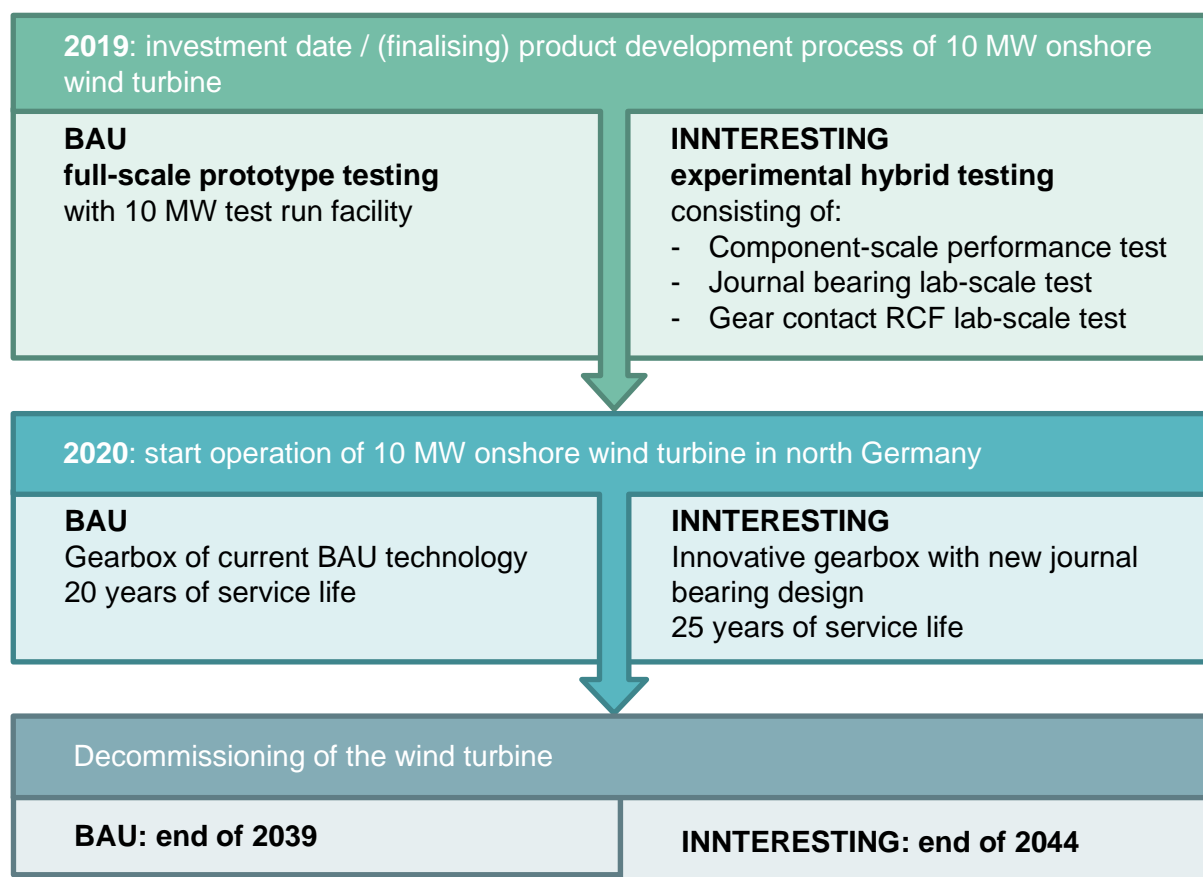 2019: investment date / (finalising) product development process of 10 MW onshore
wind turbine
BAU
full-scale prototype testing
with 10 MW test run facility
INNTERESTING
experimental hybrid testing
consisting of:
- Component-scale performance test
- Journal bearing lab-scale test
- Gear contact RCF lab-scale test
2020: start operation of 10 MW onshore wind turbine in north Germany
BAU
Gearbox of current BAU technology
20 years of service life
INNTERESTING
Innovative gearbox with new journal
bearing design
25 years of service life
Decommissioning of the wind turbine
BAU: end of 2039
INNTERESTING: end of 2044